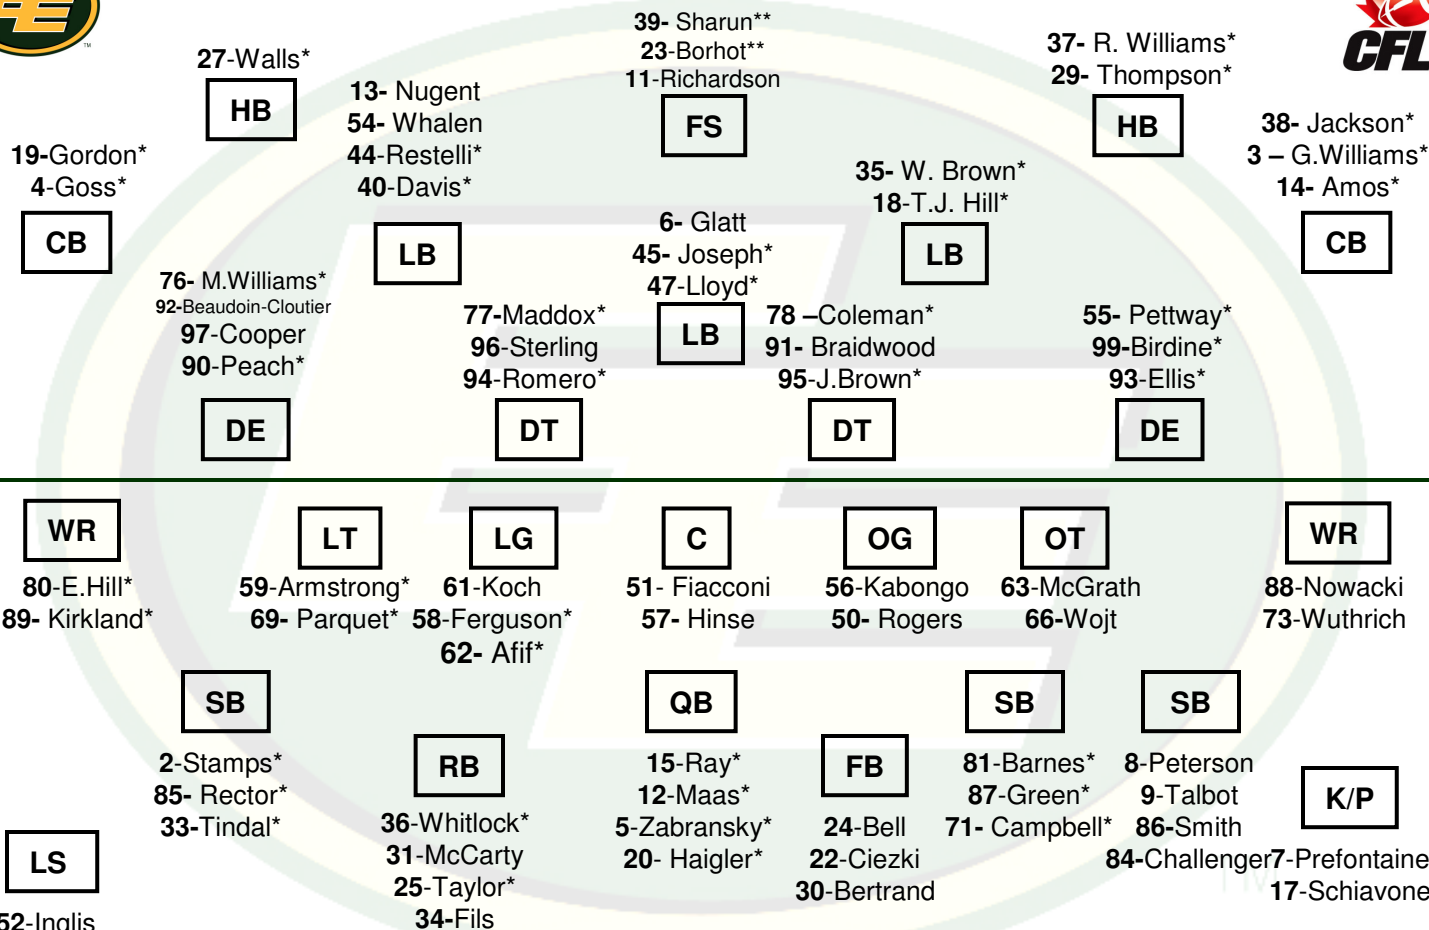 39- Sharun**
23-Borhot**
11-Richardson
FS
27-Walls*
HB
13- Nugent
54- Whalen
44-Restelli*
40-Davis*
LB
37- R. Williams*
29- Thompson*
HB
CFL
19-Gordon*
4-Goss*
CB
35- W. Brown*
18-T.J. Hill*
LB
38- Jackson*
3 – G.Williams*
14- Amos*
CB
6- Glatt
45- Joseph*
47-Lloyd*
LB
76- M.Williams*
92-Beaudoin-Cloutier
97-Cooper
90-Peach*
DE
77-Maddox*
96-Sterling
94-Romero*
DT
78 –Coleman*
91- Braidwood
95-J.Brown*
DT
55- Pettway*
99-Birdine*
93-Ellis*
DE
WR
80-E.Hill*
89- Kirkland*
LT
59-Armstrong*
69- Parquet*
LG
61-Koch
58-Ferguson*
62- Afif*
C
51- Fiacconi
57- Hinse
OG
56-Kabongo
50- Rogers
OT
63-McGrath
66-Wojt
WR
88-Nowacki
73-Wuthrich
SB
2-Stamps*
85- Rector*
33-Tindal*
RB
36-Whitlock*
31-McCarty
25-Taylor*
34-Fils
QB
15-Ray*
12-Maas*
5-Zabransky*
20- Haigler*
FB
24-Bell
22-Ciezki
30-Bertrand
SB
81-Barnes*
87-Green*
71- Campbell*
SB
8-Peterson
9-Talbot
86-Smith
84-Challenger
K/P
7-Prefontaine
17-Schiavone
LS
52-Inglis